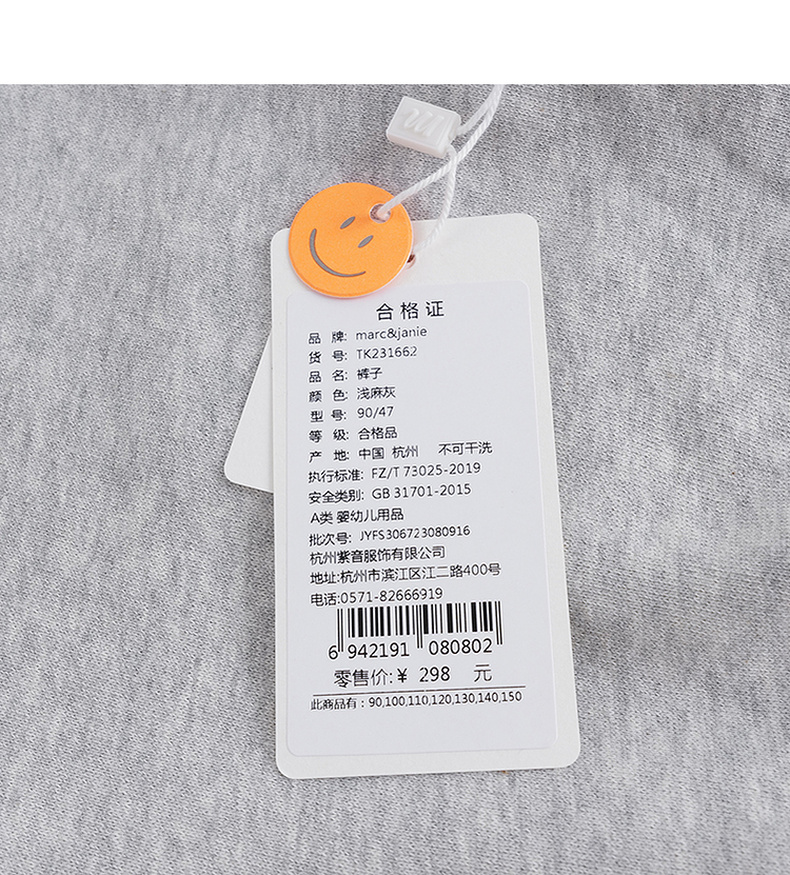 m
合格证
品 牌: marc&janie
货 号: TK231662
品 名: 裤子
颜 色: 浅麻灰
型 号: 90/47
等 级: 合格品
产 地: 中国 杭州 不可干洗
执行标准: FZ/T 73025-2019
安全类别: GB 31701-2015
A类 婴幼儿用品
批次号: JYFS306723080916
杭州紫音服饰有限公司
地址:杭州市滨江区江二路400号
电话:0571-82666919
6 942191 080802
零售价:¥ 298 元
此商品有：90,100,110,120,130,140,150